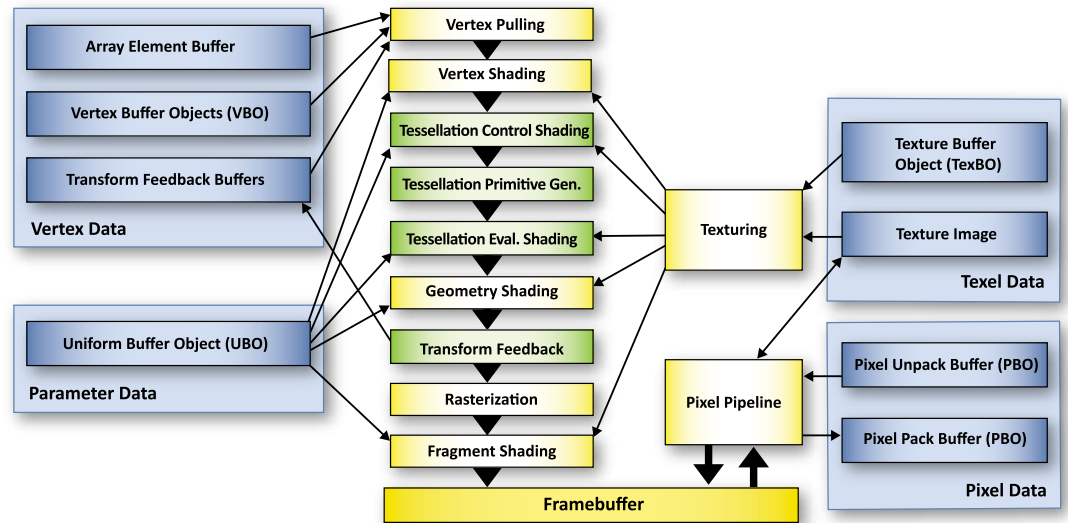 Array Element Buffer
Vertex Buffer Objects (VBO)
Transform Feedback Buffers
Vertex Data
Uniform Buffer Object (UBO)
Parameter Data
Vertex Pulling
Vertex Shading
Tessellation Control Shading
Tessellation Primitive Gen.
Tessellation Eval. Shading
Geometry Shading
Transform Feedback
Rasterization
Fragment Shading
Framebuffer
Texturing
Pixel Pipeline
Texture Buffer
Object (TexBO)
Texture Image
Texel Data
Pixel Unpack Buffer (PBO)
Pixel Pack Buffer (PBO)
Pixel Data